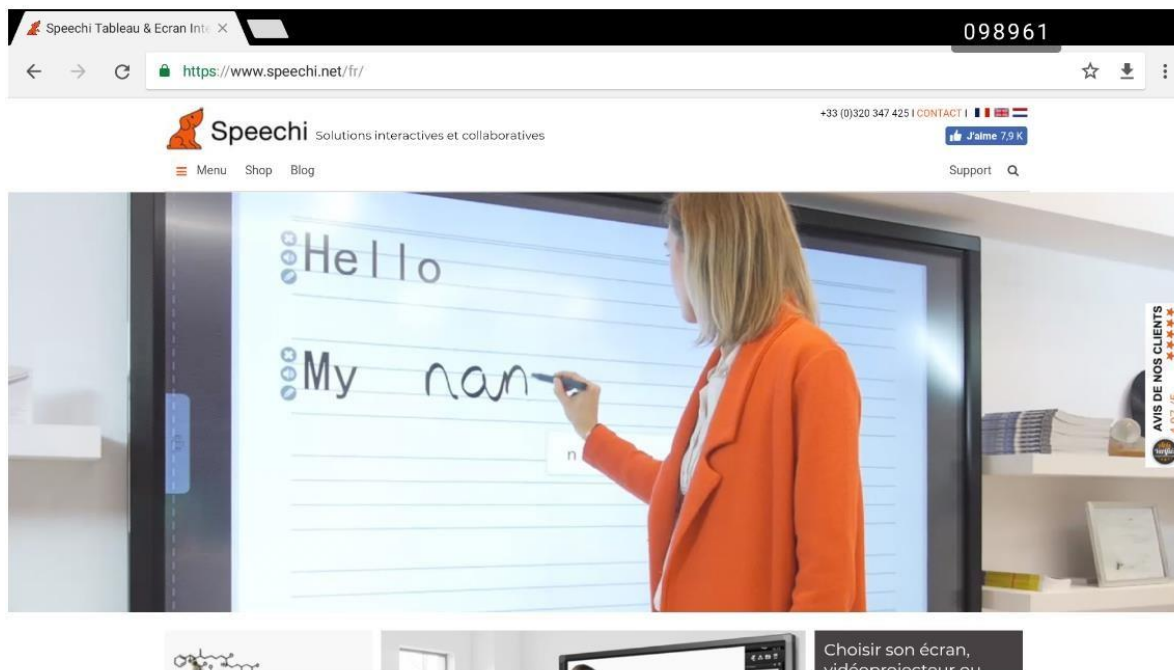 Speechi Tableau & Ecran Inte
098961
https://www.speechi.net/fr/
+33 (0)320 347 425 I CONTACT I
Speechi Solutions interactives et collaboratives
J'aime 7,9 K
Menu Shop Blog
Support
Hello
My nan
n
AVIS DE NOS CLIENTS
Choisir son écran,
vidéoprojecteur ou